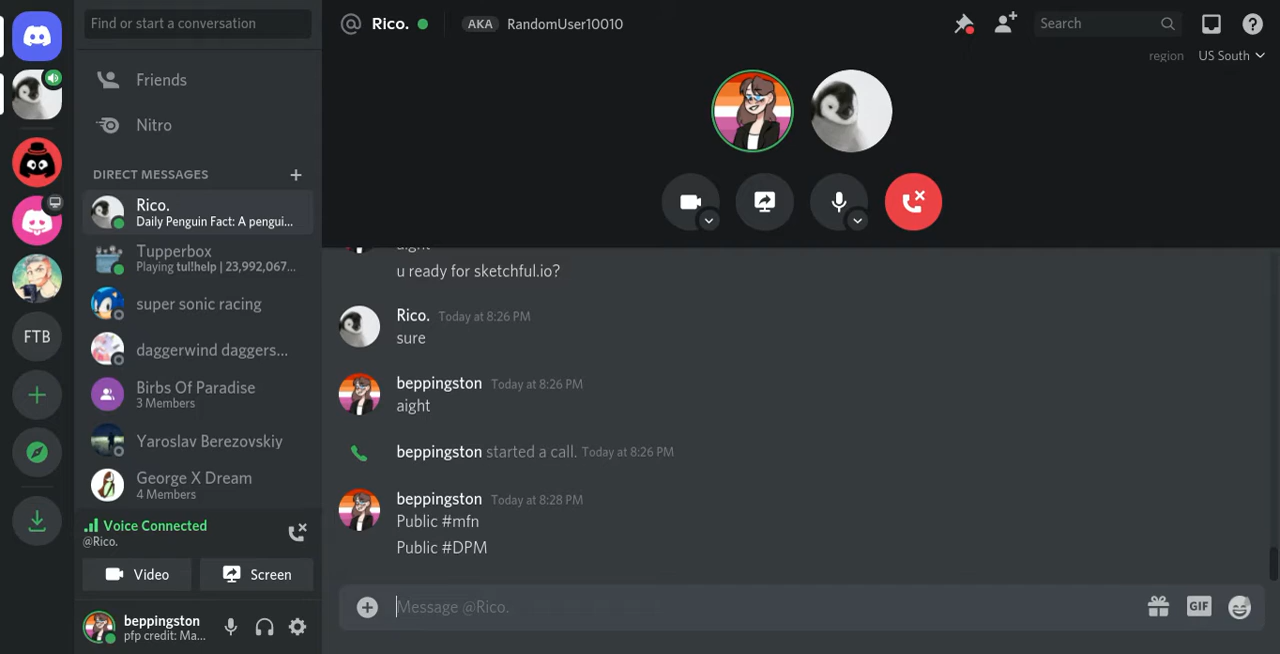 Find or start a conversation
Friends
Nitro
DIRECT MESSAGES
Rico.
Daily Penguin Fact: A pengui...
Tupperbox
Playing tul!help | 23,992,067...
super sonic racing
daggerwind daggers...
Birbs Of Paradise
3 Members
Yaroslav Berezovskiy
George X Dream
4 Members
Voice Connected
@Rico.
Video
Screen
beppingston
pfp credit: Ma...
FTB
Rico.
AKA RandomUser10010
Search
region US South
aight
u ready for sketchful.io?
Rico. Today at 8:26 PM
sure
beppingston Today at 8:26 PM
aight
beppingston started a call. Today at 8:26 PM
beppingston Today at 8:28 PM
Public #mfn
Public #DPM
Message @Rico.
GIF